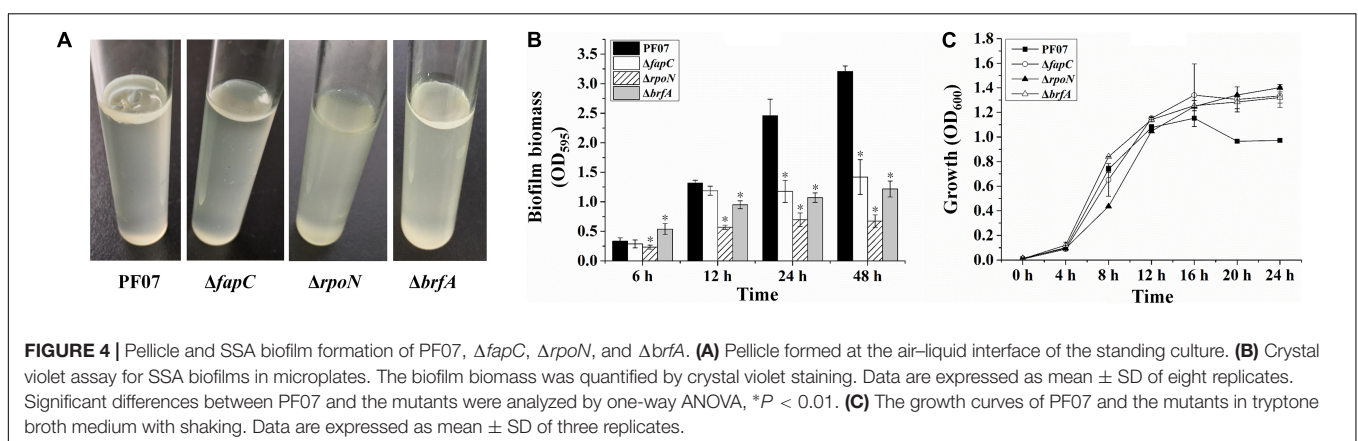 A
PF07
ΔfapC
ΔrpoN
ΔbrfA
B
PF07
ΔfapC
ΔrpoN
ΔbrfA
Biofilm biomass
(OD595)
3.5
3.0
2.5
2.0
1.5
1.0
0.5
0.0
* * * * * * * * * * *
6 h
12 h
24 h
48 h
Time
C
PF07
ΔfapC
ΔrpoN
ΔbrfA
Growth (OD600)
1.8
1.6
1.4
1.2
1.0
0.8
0.6
0.4
0.2
0.0
0 h
4 h
8 h
12 h
16 h
20 h
24 h
Time
FIGURE 4 | Pellicle and SSA biofilm formation of PF07, ΔfapC, ΔrpoN, and ΔbrfA. (A) Pellicle formed at the air–liquid interface of the standing culture. (B) Crystal
violet assay for SSA biofilms in microplates. The biofilm biomass was quantified by crystal violet staining. Data are expressed as mean ± SD of eight replicates.
Significant differences between PF07 and the mutants were analyzed by one-way ANOVA, *P < 0.01. (C) The growth curves of PF07 and the mutants in tryptone
broth medium with shaking. Data are expressed as mean ± SD of three replicates.